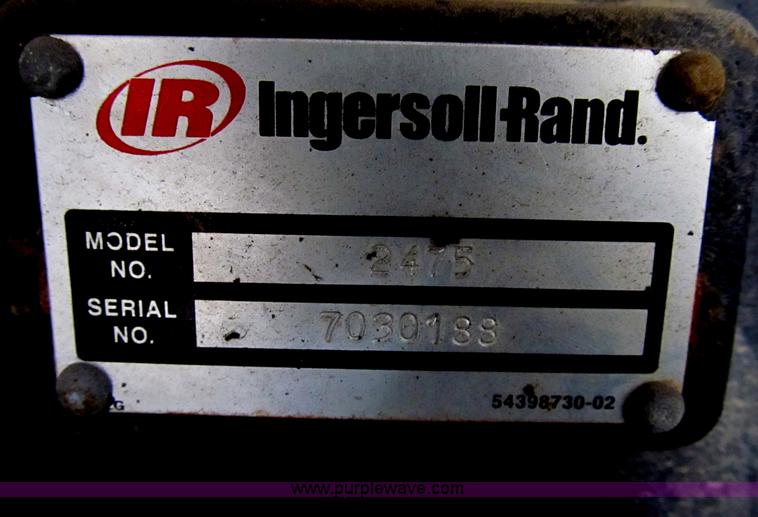 IR Ingersoll-Rand.
MODEL NO. 2475
SERIAL NO. 7030188
54398730-02
www.purplewave.com